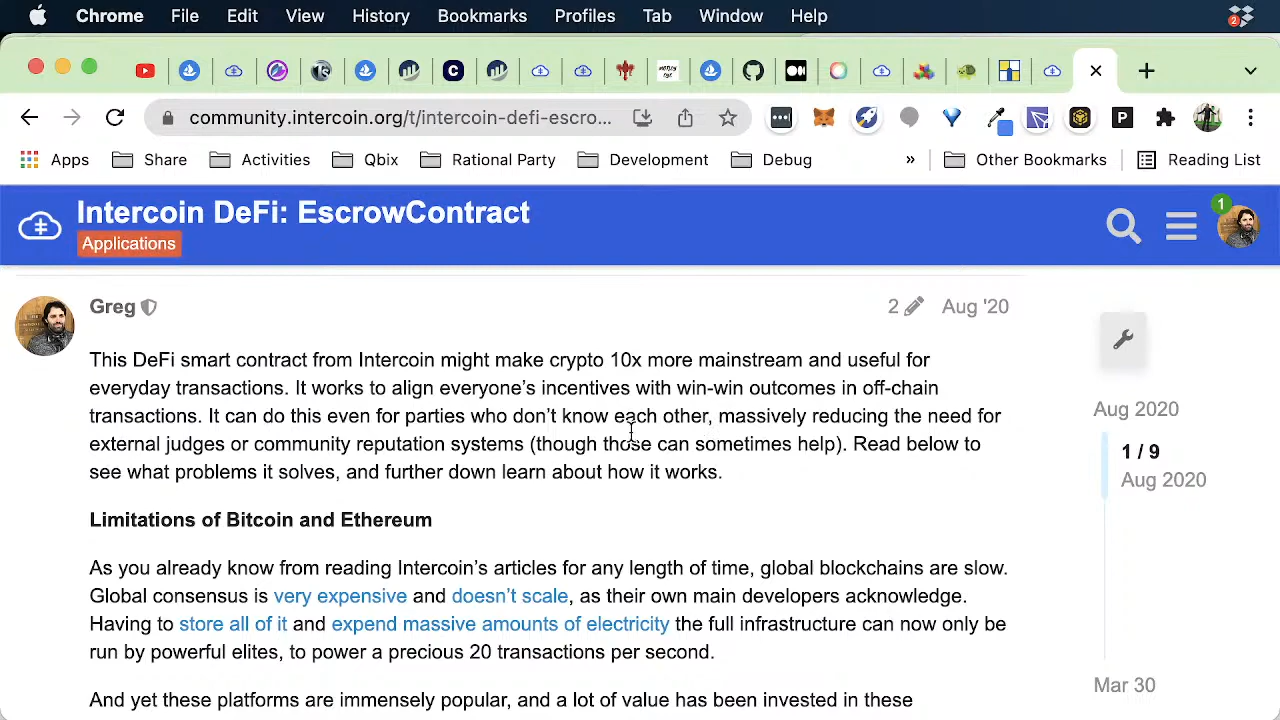 Chrome File Edit View History Bookmarks Profiles Tab Window Help
2
community.intercoin.org/t/intercoin-defi-escro...
Apps Share Activities Qbix Rational Party Development Debug » Other Bookmarks Reading List
Intercoin DeFi: EscrowContract
Applications
1
Greg 2 Aug '20
This DeFi smart contract from Intercoin might make crypto 10x more mainstream and useful for
everyday transactions. It works to align everyone’s incentives with win-win outcomes in off-chain
transactions. It can do this even for parties who don’t know each other, massively reducing the need for
external judges or community reputation systems (though those can sometimes help). Read below to
see what problems it solves, and further down learn about how it works.
Limitations of Bitcoin and Ethereum
As you already know from reading Intercoin’s articles for any length of time, global blockchains are slow.
Global consensus is very expensive and doesn’t scale, as their own main developers acknowledge.
Having to store all of it and expend massive amounts of electricity the full infrastructure can now only be
run by powerful elites, to power a precious 20 transactions per second.
And yet these platforms are immensely popular, and a lot of value has been invested in these
Aug 2020
1 / 9
Aug 2020
Mar 30